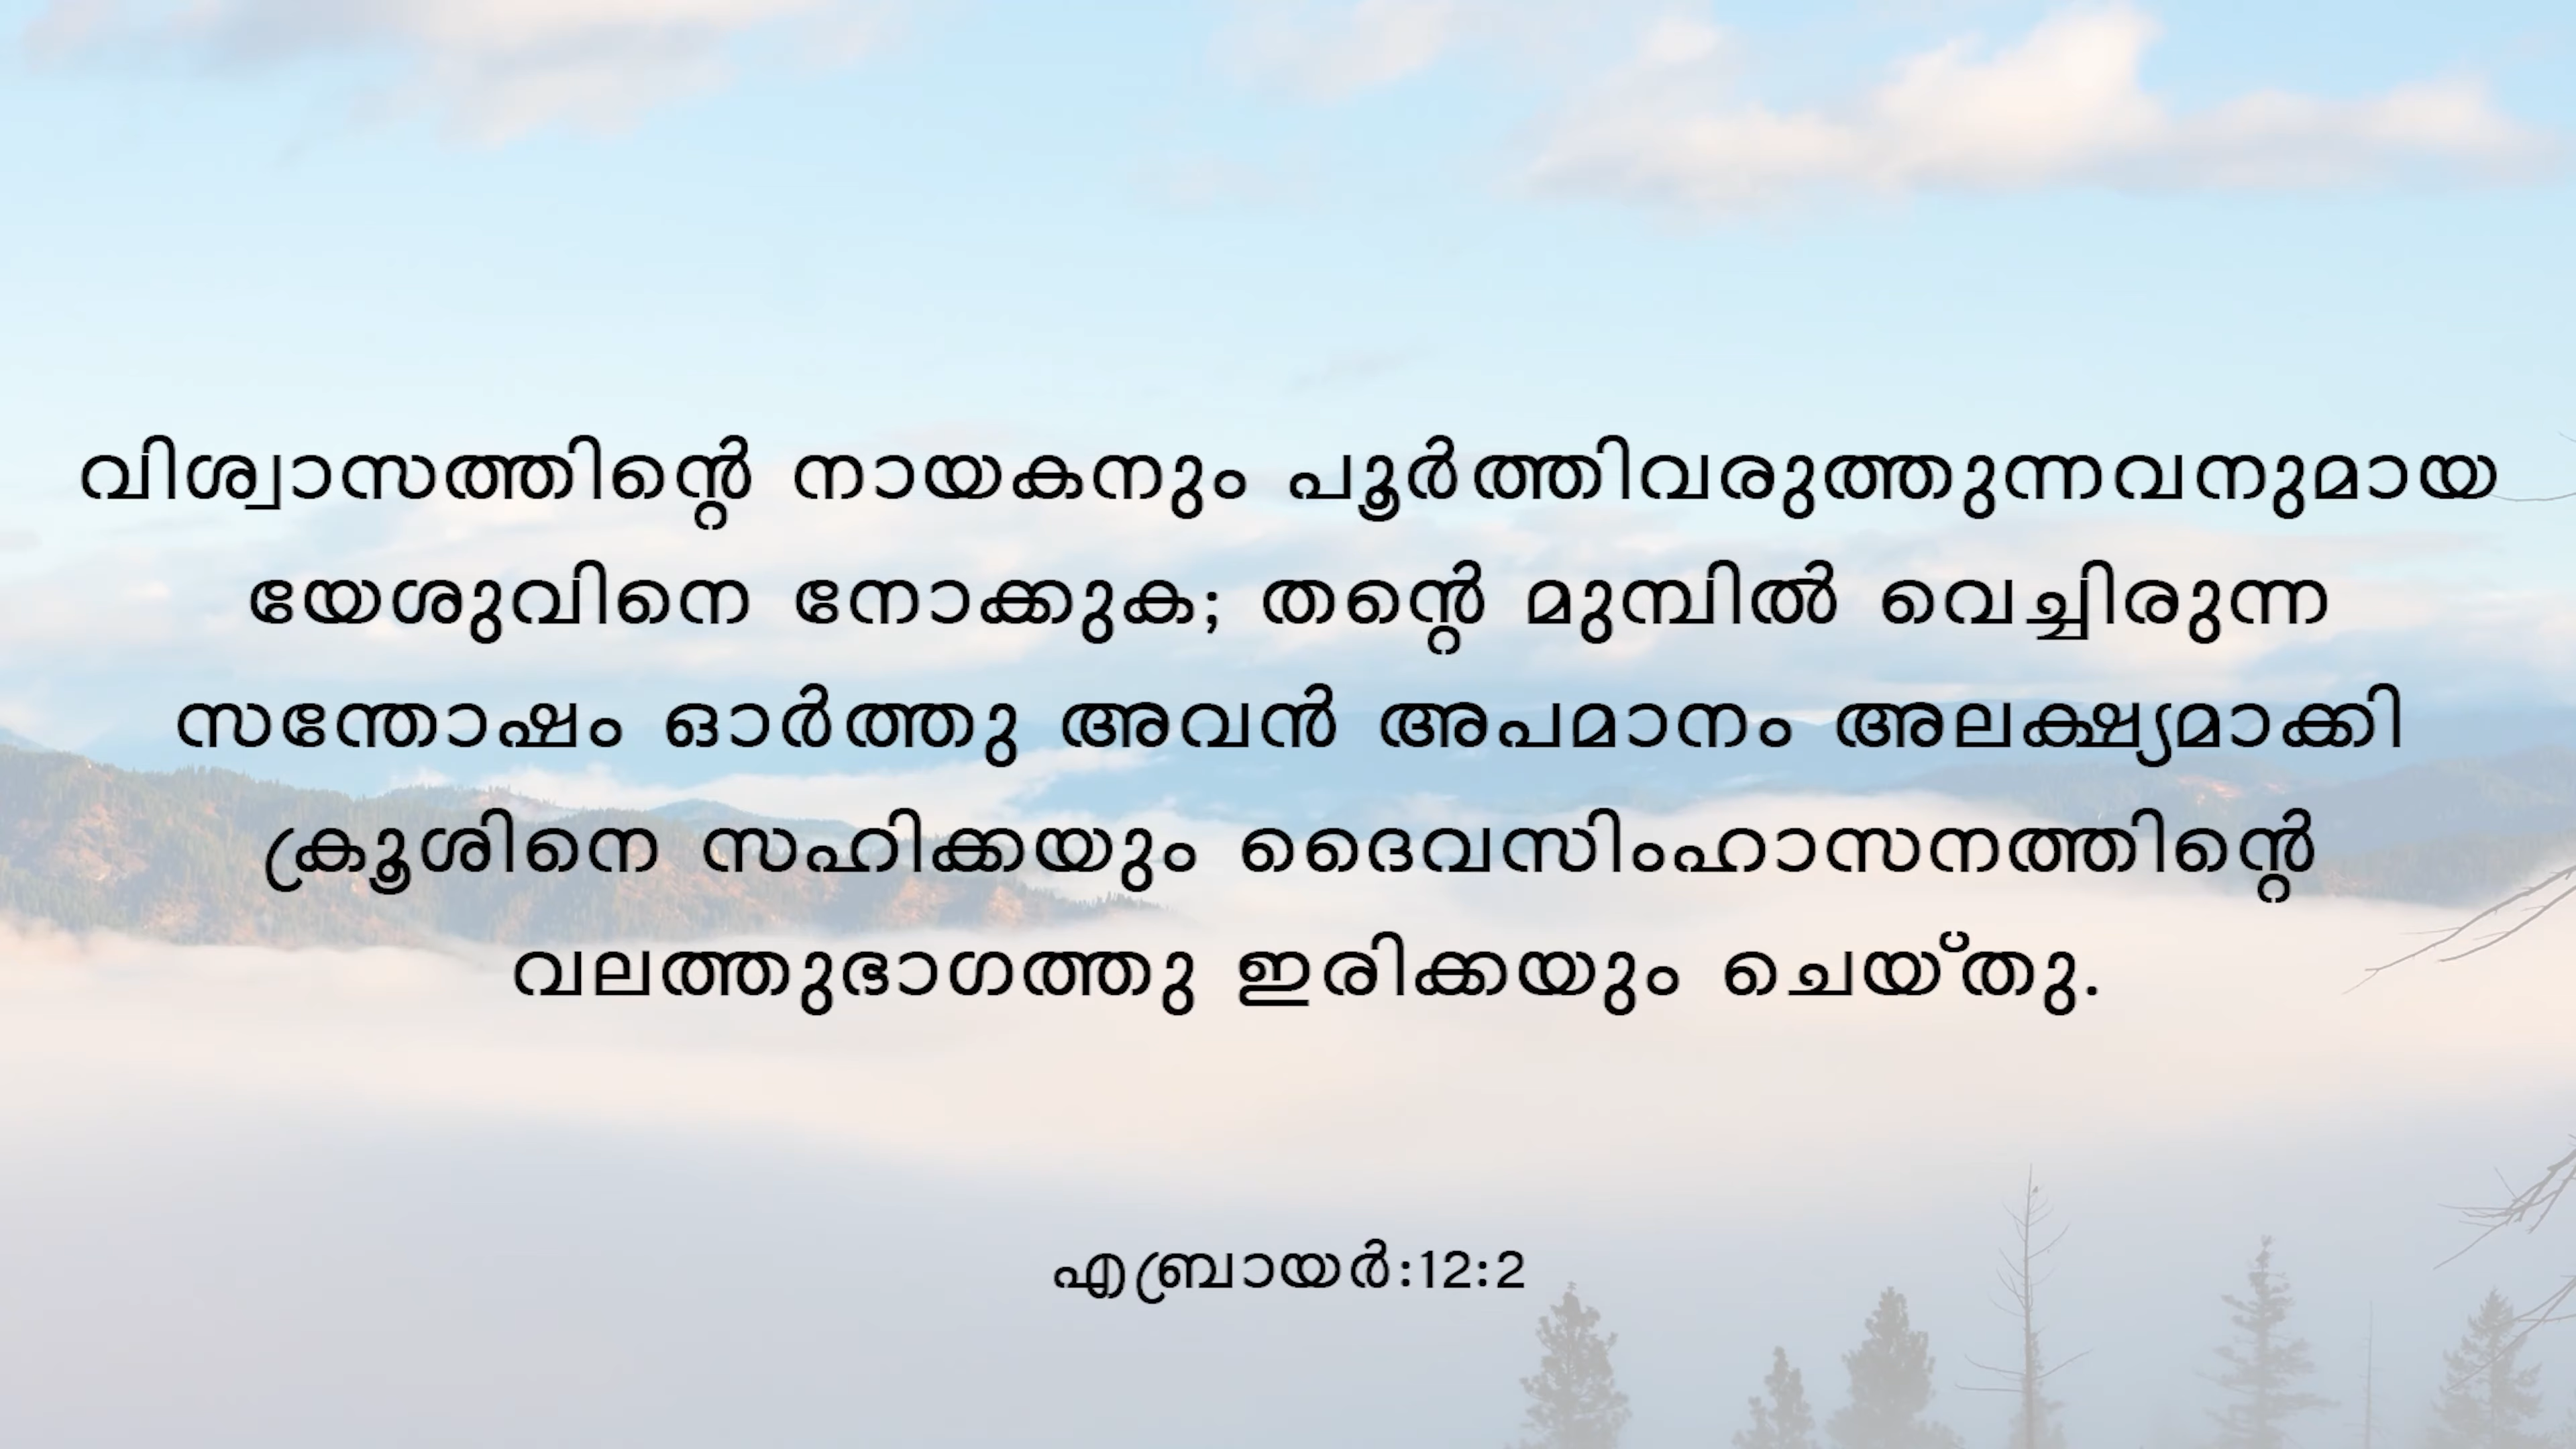 വിശ്വാസത്തിന്റെ നായകനും പൂർത്തിവരുത്തുന്നവനുമായ
യേശുവിനെ നോക്കുക; തന്റെ മുമ്പിൽ വെച്ചിരുന്ന
സന്തോഷം ഓർത്തു അവൻ അപമാനം അലക്ഷ്യമാക്കി
ക്രൂശിനെ സഹിക്കയും ദൈവസിംഹാസനത്തിന്റെ
വലത്തുഭാഗത്തു ഇരിക്കയും ചെയ്തു.
എബ്രായർ:12:2